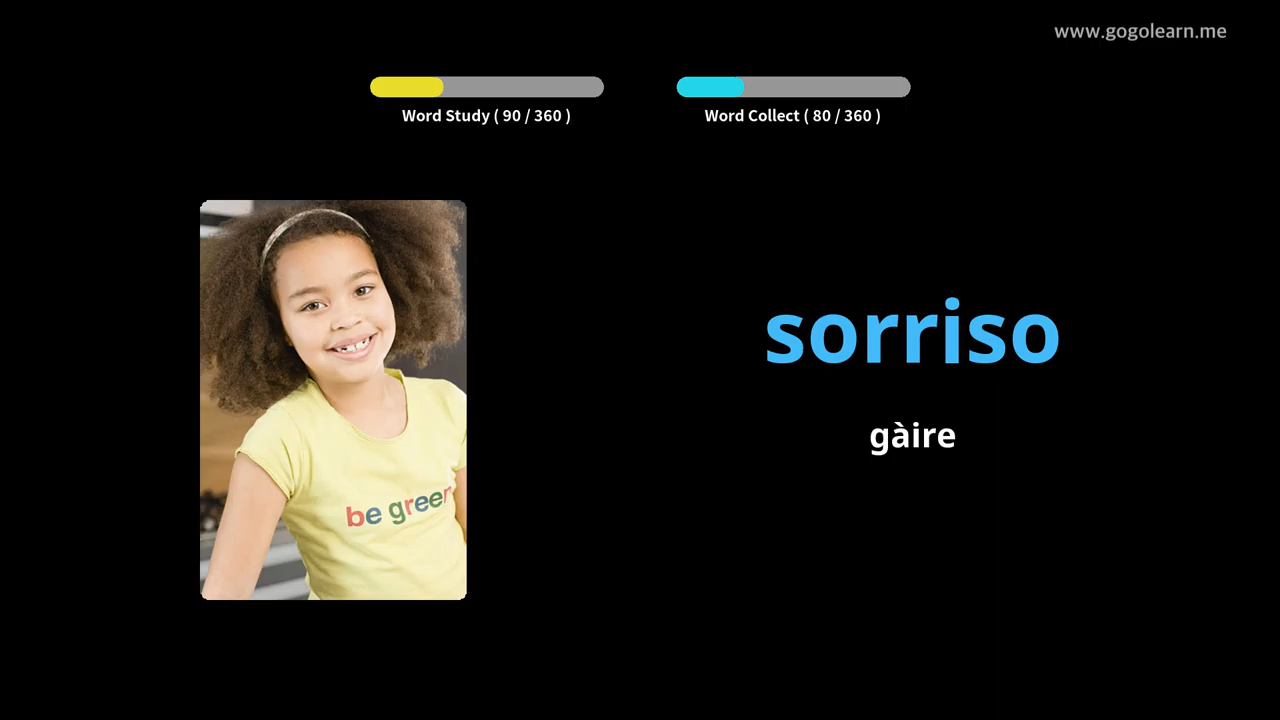 www.gogolearn.me
Word Study ( 90 / 360 )
Word Collect ( 80 / 360 )
sorriso
gàire
be green